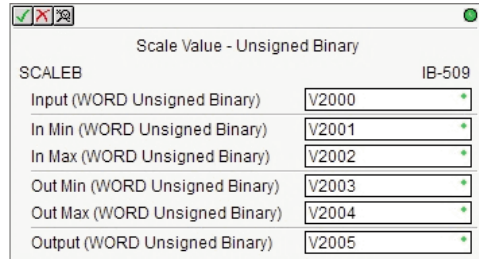 Scale Value - Unsigned Binary
SCALEB IB-509
Input (WORD Unsigned Binary) V2000
In Min (WORD Unsigned Binary) V2001
In Max (WORD Unsigned Binary) V2002
Out Min (WORD Unsigned Binary) V2003
Out Max (WORD Unsigned Binary) V2004
Output (WORD Unsigned Binary) V2005